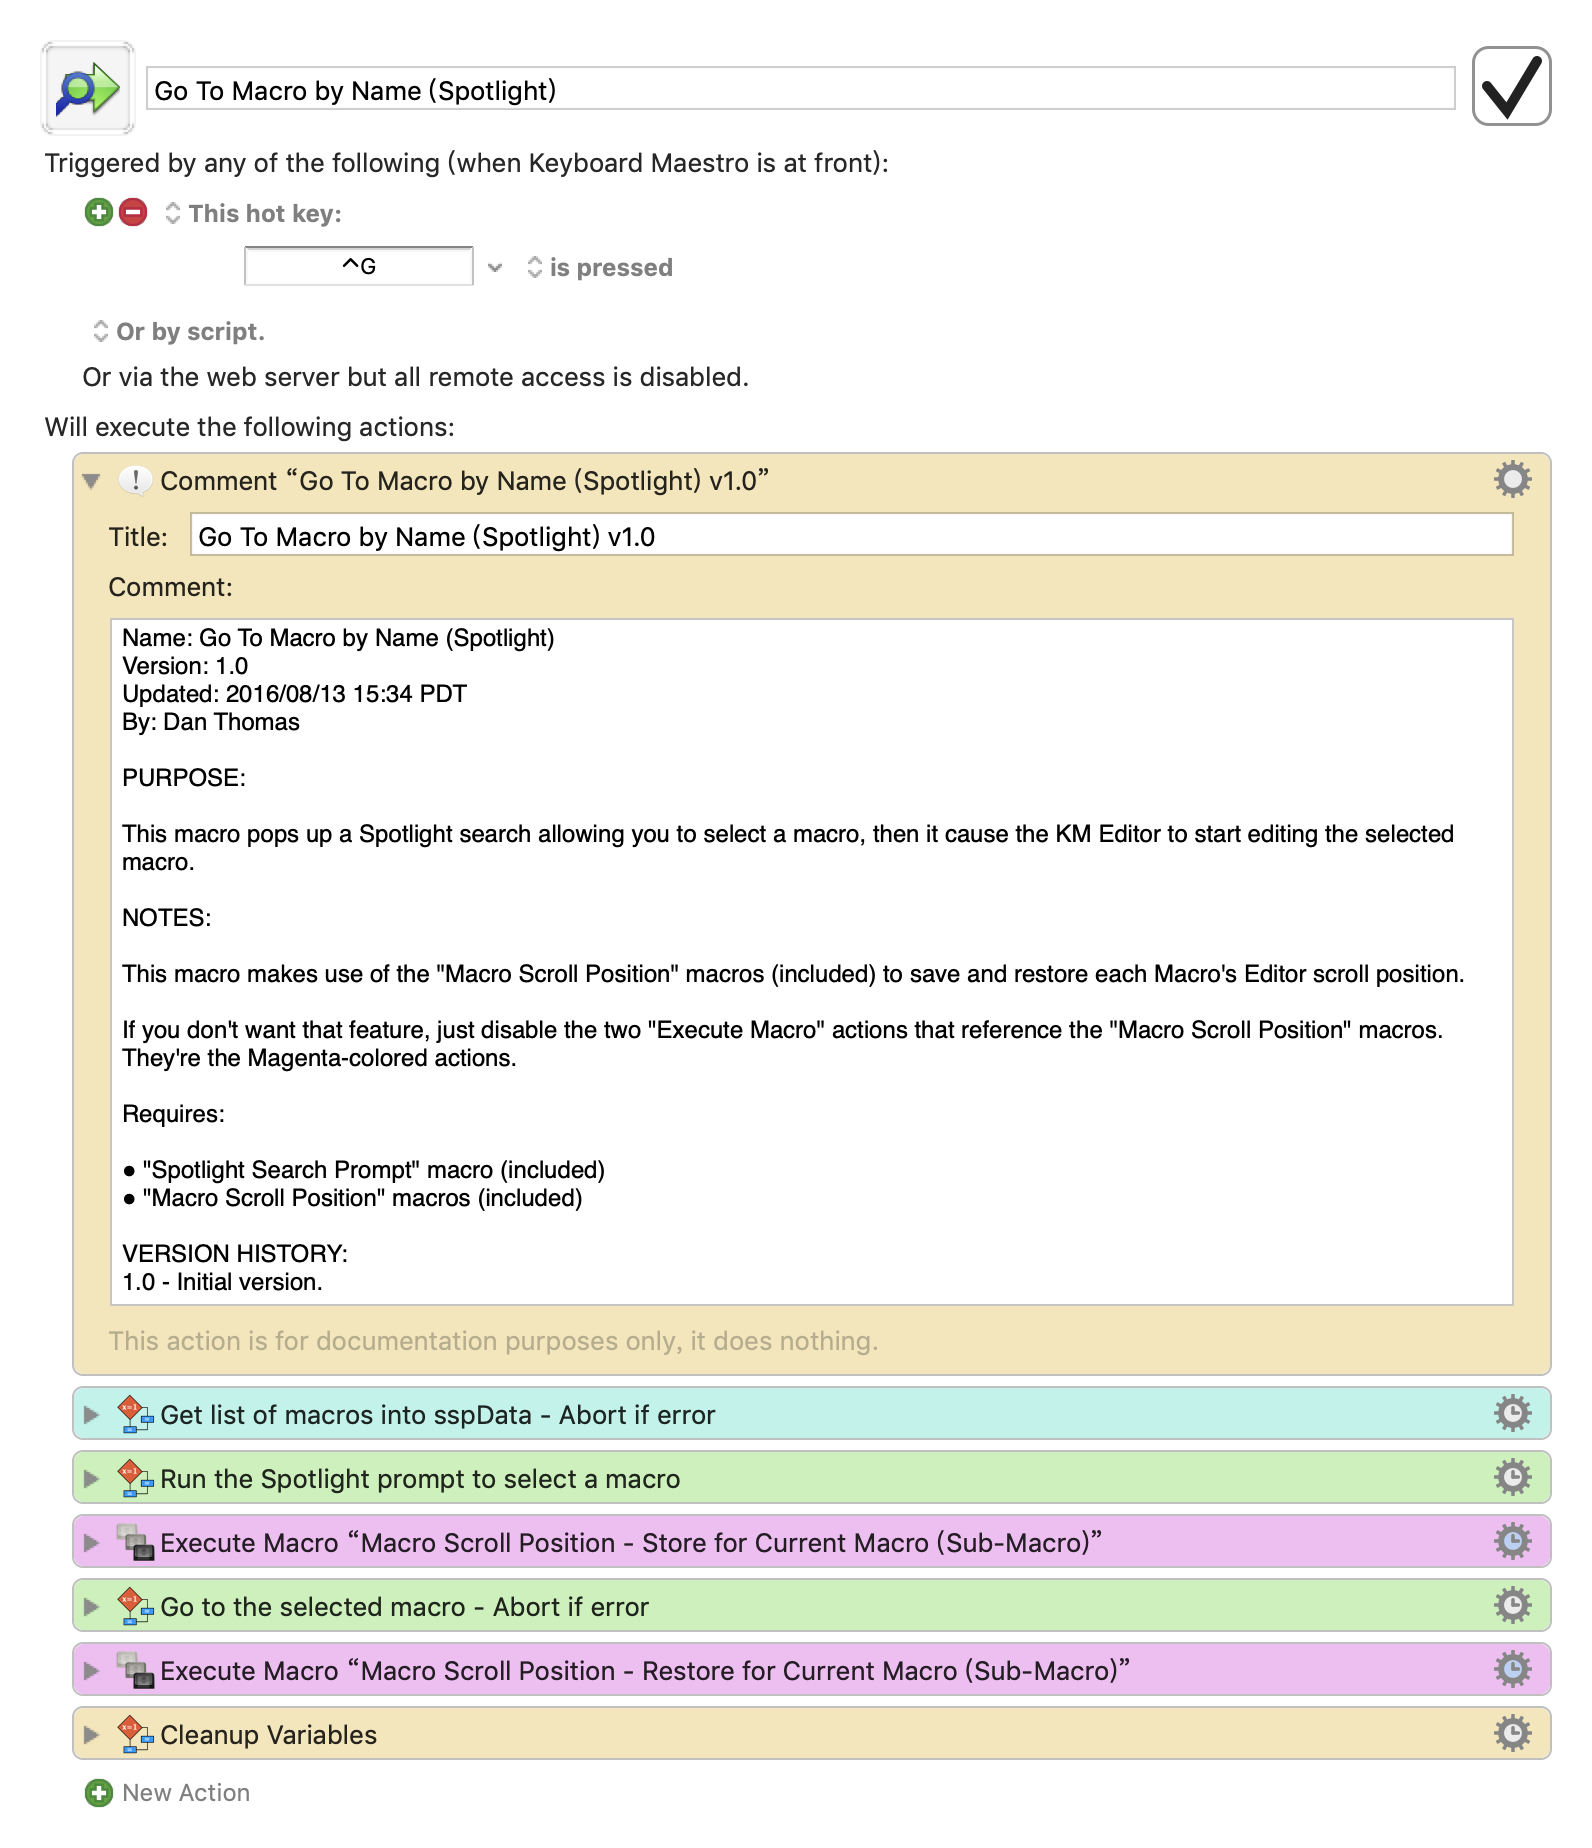 Go To Macro by Name (Spotlight)
Triggered by any of the following (when Keyboard Maestro is at front):
This hot key:
^G
is pressed
Or by script.
Or via the web server but all remote access is disabled.
Will execute the following actions:
Comment “Go To Macro by Name (Spotlight) v1.0”
Title: Go To Macro by Name (Spotlight) v1.0
Comment:
Name: Go To Macro by Name (Spotlight)
Version: 1.0
Updated: 2016/08/13 15:34 PDT
By: Dan Thomas
PURPOSE:
This macro pops up a Spotlight search allowing you to select a macro, then it cause the KM Editor to start editing the selected
macro.
NOTES:
This macro makes use of the "Macro Scroll Position" macros (included) to save and restore each Macro's Editor scroll position.
If you don't want that feature, just disable the two "Execute Macro" actions that reference the "Macro Scroll Position" macros.
They're the Magenta-colored actions.
Requires:
● "Spotlight Search Prompt" macro (included)
● "Macro Scroll Position" macros (included)
VERSION HISTORY:
1.0 - Initial version.
This action is for documentation purposes only, it does nothing.
Get list of macros into sspData - Abort if error
Run the Spotlight prompt to select a macro
Execute Macro “Macro Scroll Position - Store for Current Macro (Sub-Macro)”
Go to the selected macro - Abort if error
Execute Macro “Macro Scroll Position - Restore for Current Macro (Sub-Macro)”
Cleanup Variables
New Action